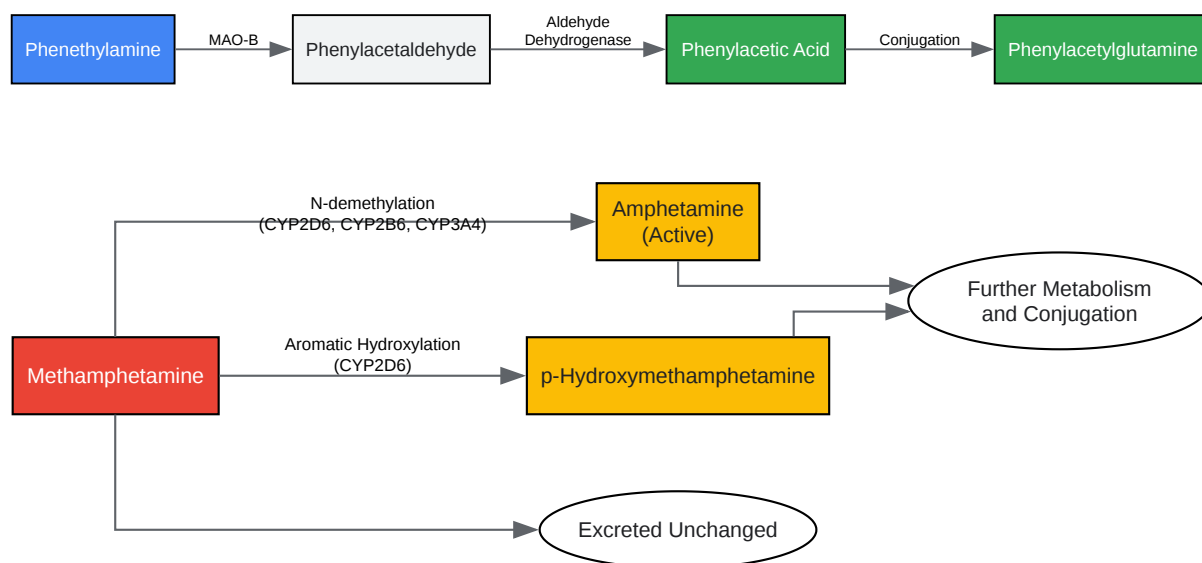 Phenethylamine
MAO-B
Phenylacetaldehyde
Aldehyde
Dehydrogenase
Phenylacetic Acid
Conjugation
Phenylacetylglutamine
N-demethylation
(CYP2D6, CYP2B6, CYP3A4)
Amphetamine
(Active)
Further Metabolism
and Conjugation
Methamphetamine
Aromatic Hydroxylation
(CYP2D6)
p-Hydroxymethamphetamine
Excreted Unchanged